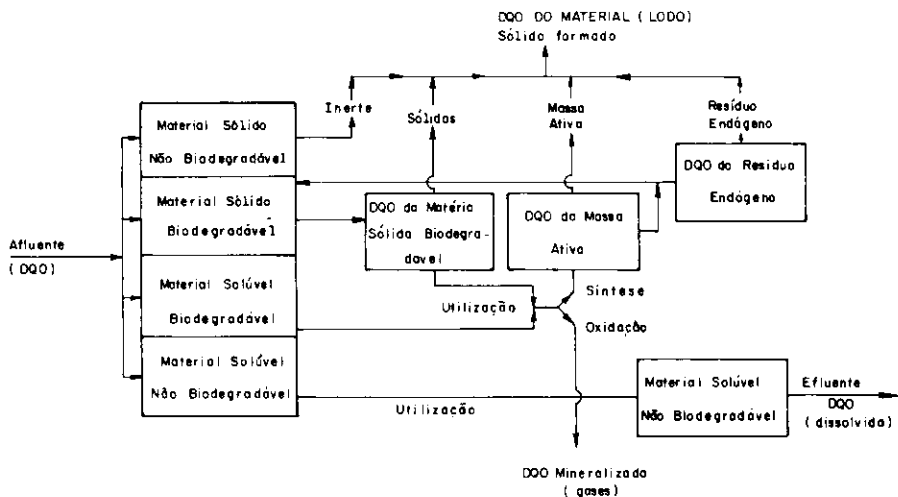 DQO DO MATERIAL (LODO)
Sólido formado
Inerte
Sólidos
Massa
Ativa
Resíduo
Endógeno
Material Sólido
Não Biodegradável
DQO do Resíduo
Endógeno
Material Sólido
Biodegradável
DQO da Matéria
Sólida Biodegra-
davel
DQO da Massa
Ativa
Afluente
(DQO)
Material Solúvel
Biodegradável
Utilização
Síntese
Oxidação
Material Solúvel
Não Biodegradável
Utilização
Material Solúvel
Não Biodegradável
Efluente
DQO
(dissolvida)
DQO Mineralizada
(gases)